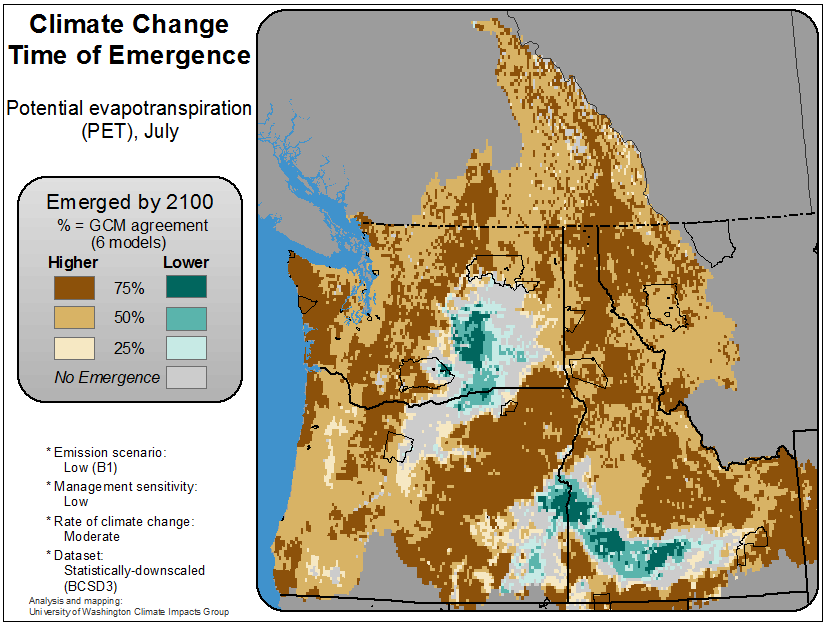 Climate Change
Time of Emergence
Potential evapotranspiration
(PET), July
Emerged by 2100
% = GCM agreement
(6 models)
Higher Lower
75%
50%
25%
No Emergence
* Emission scenario:
Low (B1)
* Management sensitivity:
Low
* Rate of climate change:
Moderate
* Dataset:
Statistically-downscaled
(BCSD3)
Analysis and mapping:
University of Washington Climate Impacts Group